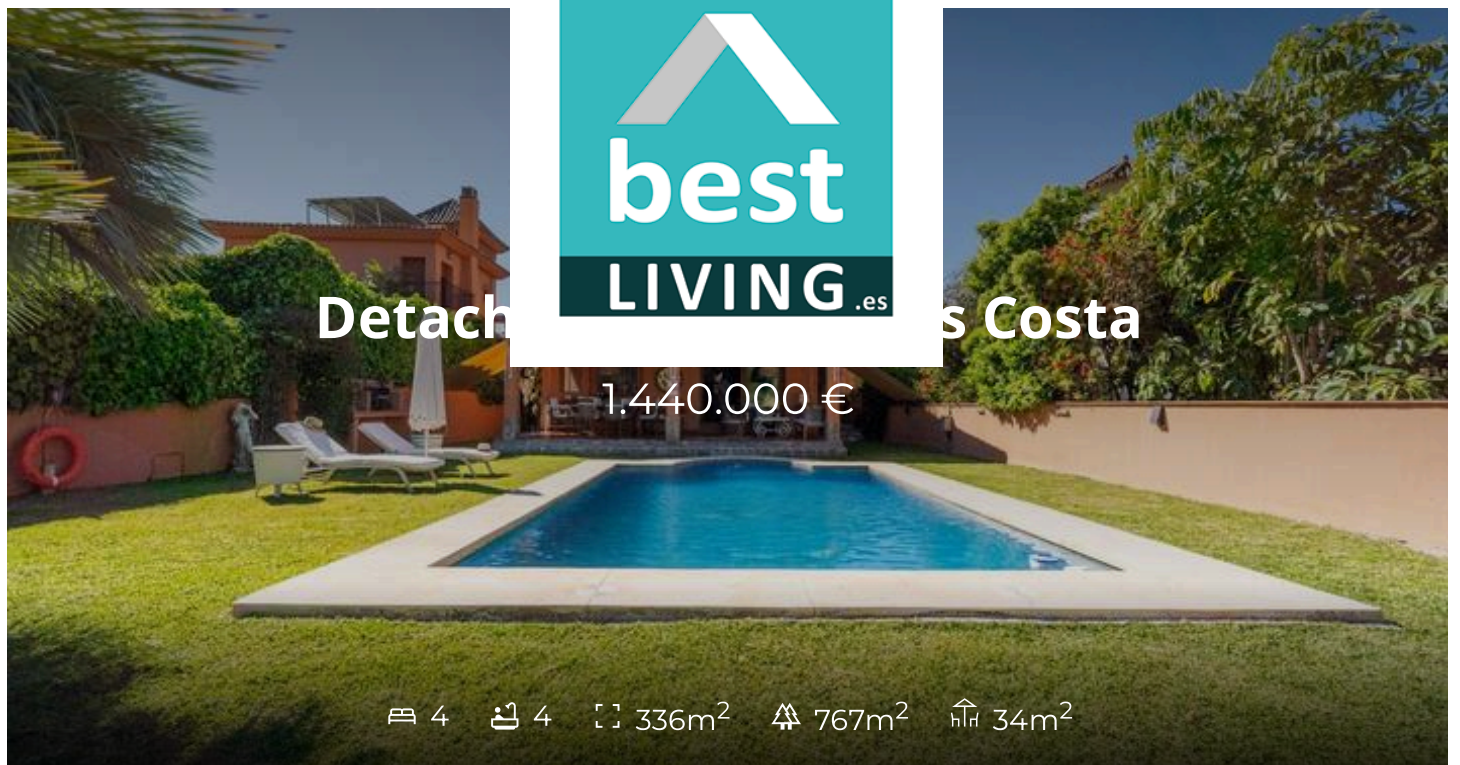 best
LIVING.es
Detach s Costa
1.440.000 €
4 4 336m² 767m² 34m²